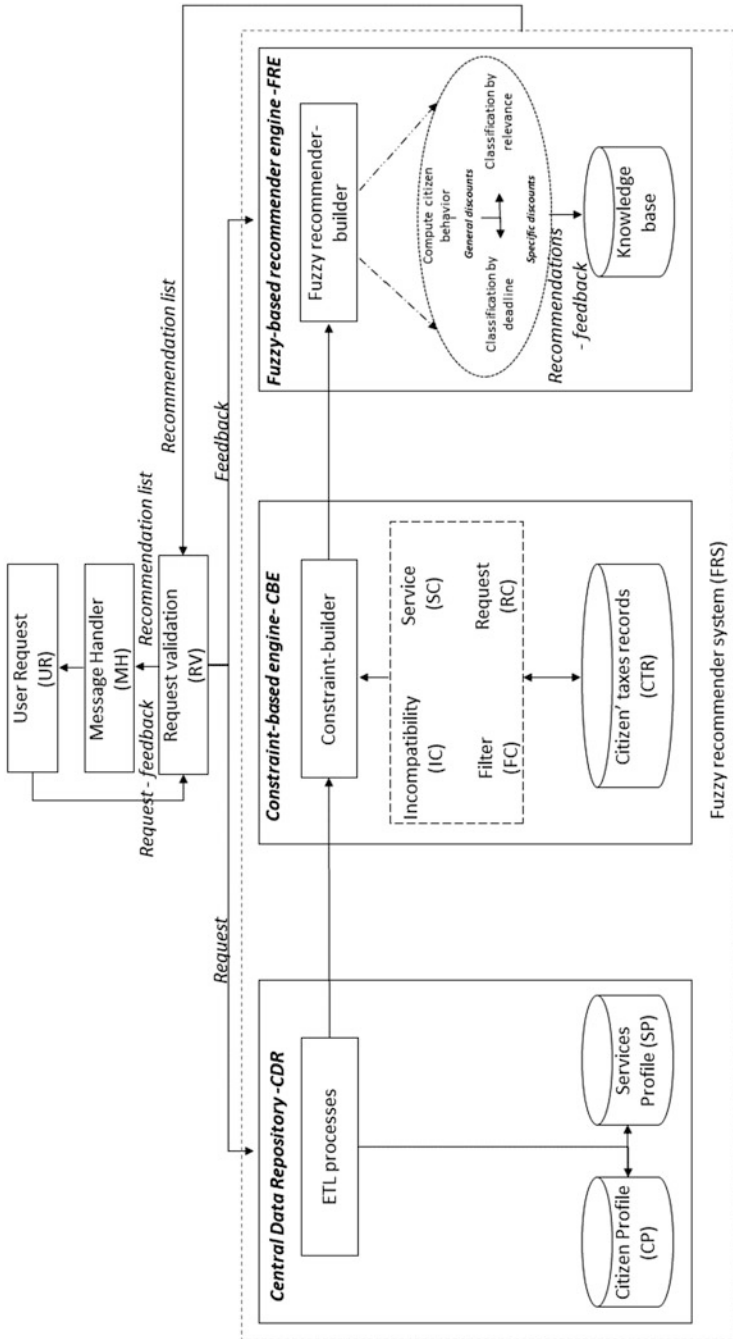 User Request
(UR)
Message Handler
(MH)
Recommendation list
Request - feedback
Request validation
(RV)
Recommendation list
Request
Feedback
Central Data Repository -CDR
ETL processes
Citizen Profile
(CP)
Services
Profile (SP)
Constraint-based engine- CBE
Constraint-builder
Incompatibility
(IC)
Service
(SC)
Filter
(FC)
Request
(RC)
Citizen' taxes records
(CTR)
Fuzzy-based recommender engine -FRE
Fuzzy recommender-
builder
Compute citizen
behavior
General discounts
Classification by
deadline
Classification by
relevance
Specific discounts
Recommendations
- feedback
Knowledge
base
Fuzzy recommender system (FRS)